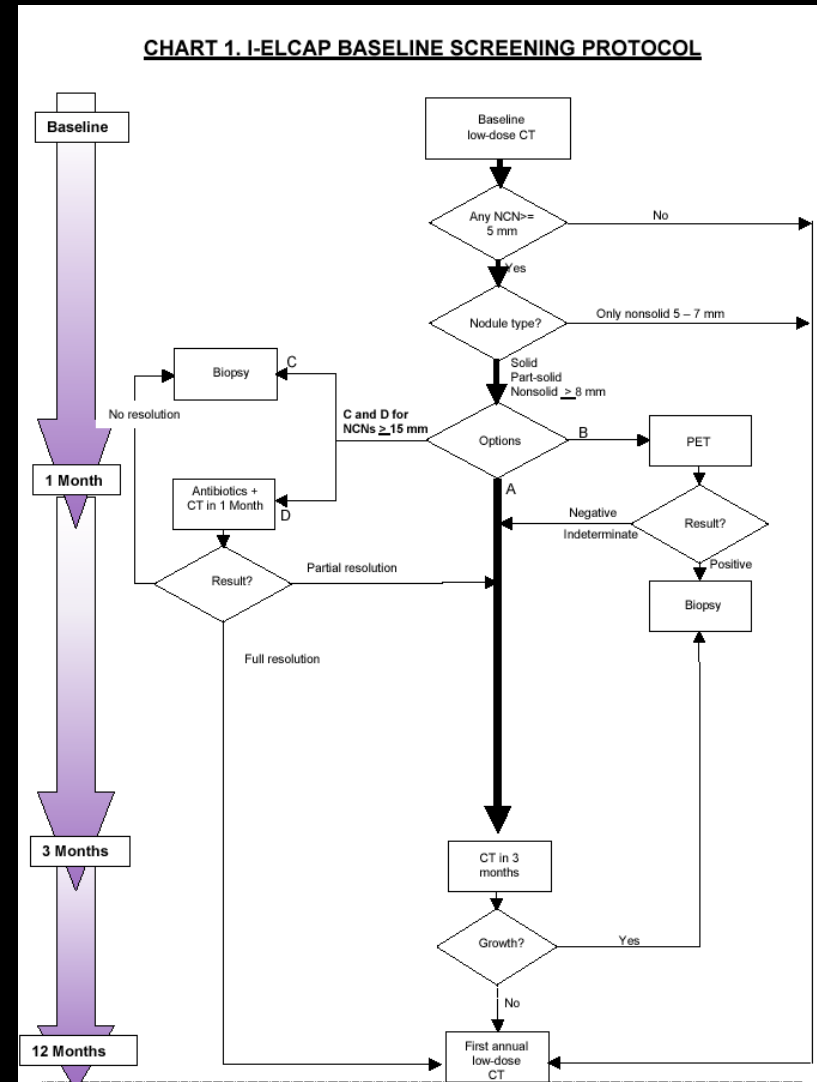 CHART 1. I-ELCAP BASELINE SCREENING PROTOCOL
Baseline
Baseline
low-dose CT
Any NCN>=
5 mm
No
Yes
Nodule type?
Only nonsolid 5 – 7 mm
Solid
Part-solid
Nonsolid > 8 mm
Biopsy
C
No resolution
C and D for
NCNs > 15 mm
Options
B
PET
A
1 Month
Antibiotics +
CT in 1 Month
D
Negative
Indeterminate
Result?
Positive
Result?
Partial resolution
Biopsy
Full resolution
3 Months
CT in 3
months
Growth?
Yes
No
12 Months
First annual
low-dose
CT